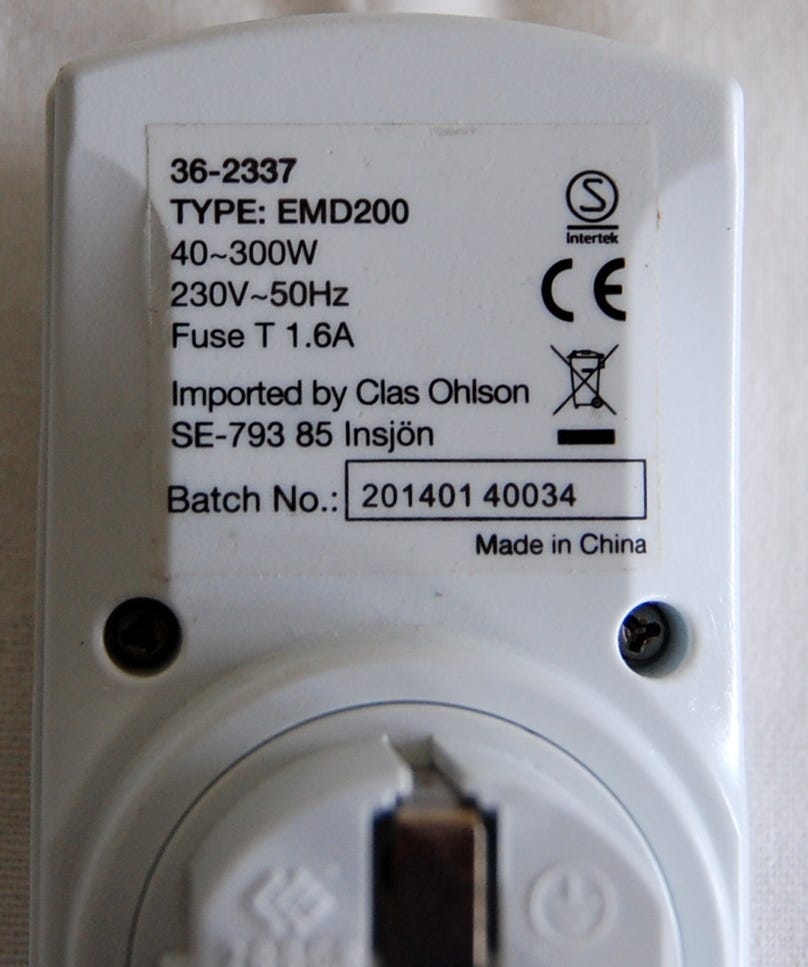 36-2337
TYPE: EMD200
40~300W
230V~50Hz
Fuse T 1.6A
S
Intertek
CE
Imported by Clas Ohlson
SE-793 85 Insjön
Batch No.: 201401 40034
Made in China